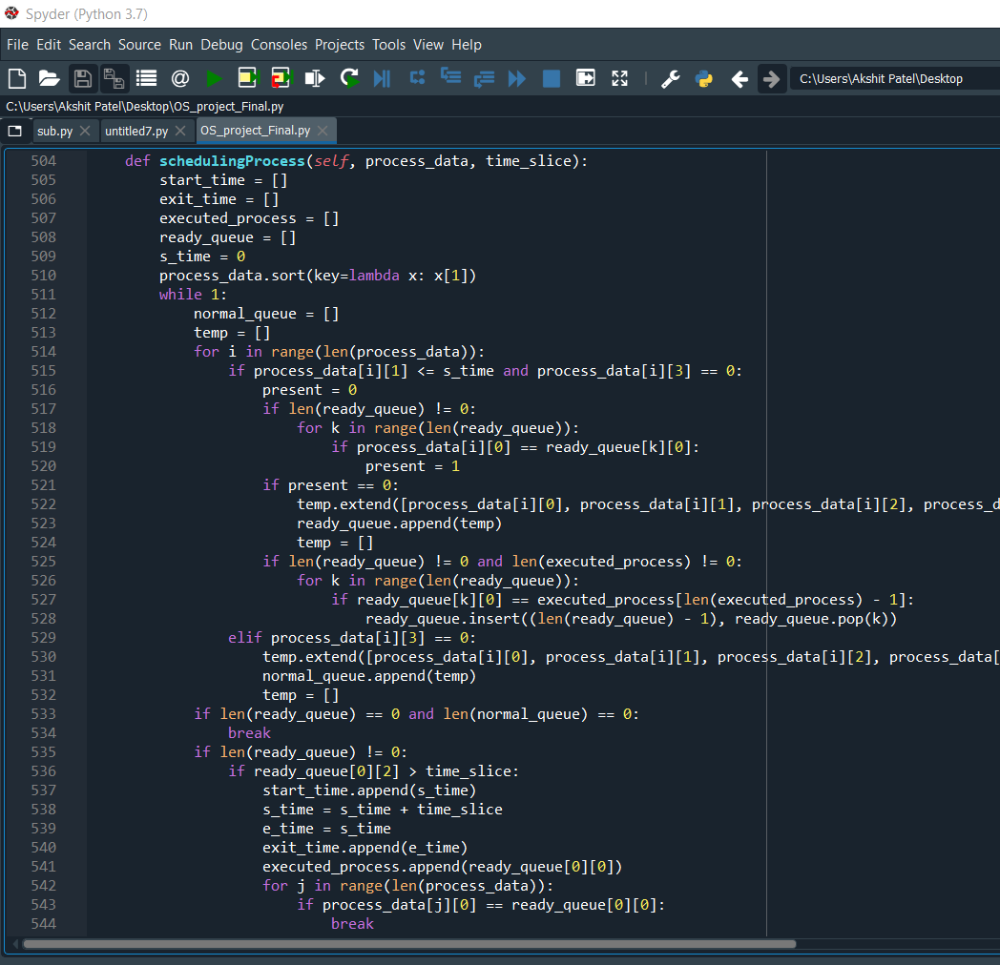 Spyder (Python 3.7)
File Edit Search Source Run Debug Consoles Projects Tools View Help
C:\Users\Akshit Patel\Desktop
C:\Users\Akshit Patel\Desktop\OS_project_Final.py
sub.py untitled7.py OS_project_Final.py
504 def schedulingProcess(self, process_data, time_slice):
505 start_time = []
506 exit_time = []
507 executed_process = []
508 ready_queue = []
509 s_time = 0
510 process_data.sort(key=lambda x: x[1])
511 while 1:
512 normal_queue = []
513 temp = []
514 for i in range(len(process_data)):
515 if process_data[i][1] <= s_time and process_data[i][3] == 0:
516 present = 0
517 if len(ready_queue) != 0:
518 for k in range(len(ready_queue)):
519 if process_data[i][0] == ready_queue[k][0]:
520 present = 1
521 if present == 0:
522 temp.extend([process_data[i][0], process_data[i][1], process_data[i][2], process_d
523 ready_queue.append(temp)
524 temp = []
525 if len(ready_queue) != 0 and len(executed_process) != 0:
526 for k in range(len(ready_queue)):
527 if ready_queue[k][0] == executed_process[len(executed_process) - 1]:
528 ready_queue.insert((len(ready_queue) - 1), ready_queue.pop(k))
529 elif process_data[i][3] == 0:
530 temp.extend([process_data[i][0], process_data[i][1], process_data[i][2], process_data[
531 normal_queue.append(temp)
532 temp = []
533 if len(ready_queue) == 0 and len(normal_queue) == 0:
534 break
535 if len(ready_queue) != 0:
536 if ready_queue[0][2] > time_slice:
537 start_time.append(s_time)
538 s_time = s_time + time_slice
539 e_time = s_time
540 exit_time.append(e_time)
541 executed_process.append(ready_queue[0][0])
542 for j in range(len(process_data)):
543 if process_data[j][0] == ready_queue[0][0]:
544 break